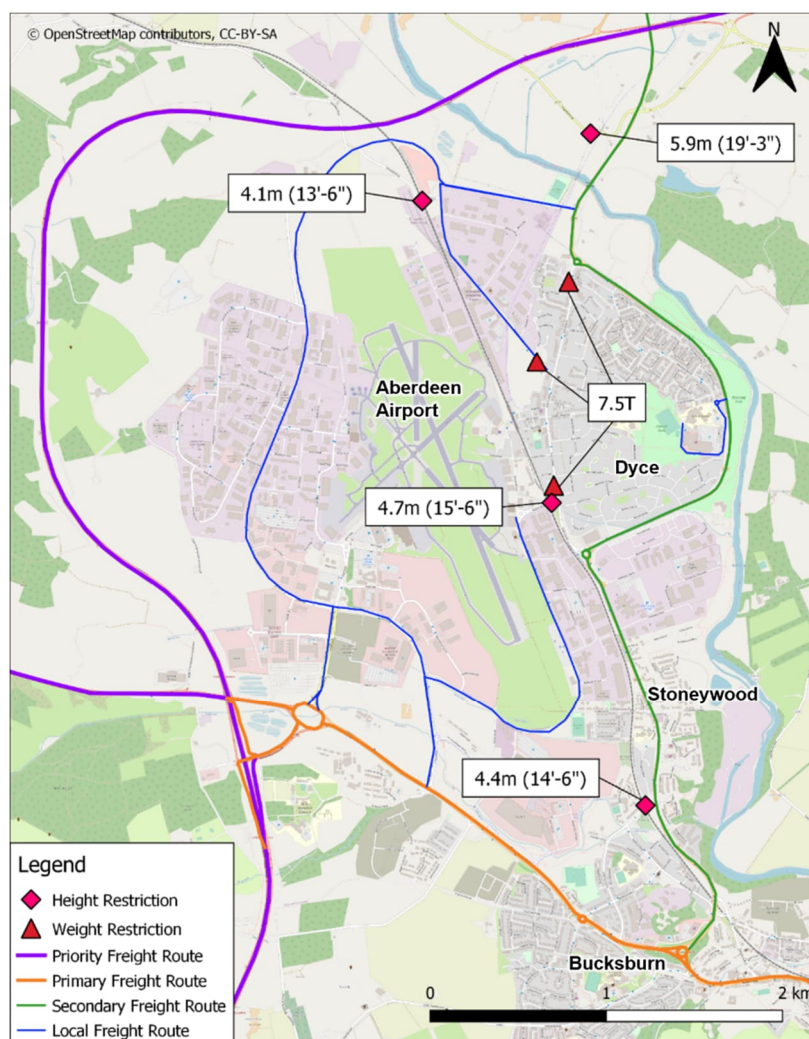 © OpenStreetMap contributors, CC-BY-SA
N
5.9m (19'-3")
4.1m (13'-6")
Aberdeen
Airport
7.5T
Dyce
4.7m (15'-6")
Stoneywood
4.4m (14'-6")
Legend
Height Restriction
Weight Restriction
Priority Freight Route
Primary Freight Route
Secondary Freight Route
Local Freight Route
Bucksburn
0 1 2 km